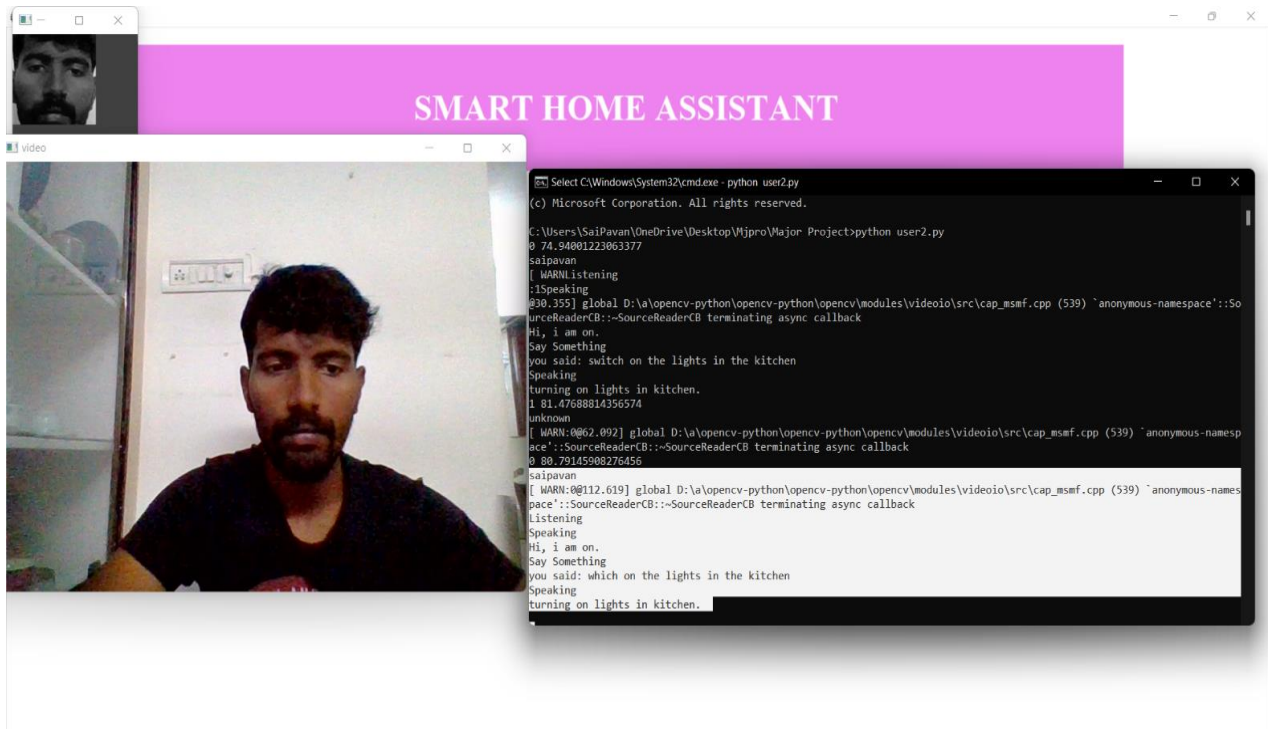 SMART HOME ASSISTANT
video
Select C:\Windows\System32\cmd.exe - python user2.py
(c) Microsoft Corporation. All rights reserved.
C:\Users\SaiPavan\OneDrive\Desktop\Mjpro\Major Project>python user2.py
0 74.94001223063377
saipavan
[ WARNListening
:1Speaking
@30.355] global D:\a\opencv-python\opencv-python\opencv\modules\videoio\src\cap_msmf.cpp (539) `anonymous-namespace'::So
urceReaderCB::~SourceReaderCB terminating async callback
Hi, i am on.
Say Something
you said: switch on the lights in the kitchen
Speaking
turning on lights in kitchen.
1 81.47688814356574
unknown
[ WARN:0@62.092] global D:\a\opencv-python\opencv-python\opencv\modules\videoio\src\cap_msmf.cpp (539) `anonymous-namesp
ace'::SourceReaderCB::~SourceReaderCB terminating async callback
0 80.79145908276456
saipavan
[ WARN:0@112.619] global D:\a\opencv-python\opencv-python\opencv\modules\videoio\src\cap_msmf.cpp (539) `anonymous-names
pace'::SourceReaderCB::~SourceReaderCB terminating async callback
Listening
Speaking
Hi, i am on.
Say Something
you said: which on the lights in the kitchen
Speaking
turning on lights in kitchen.